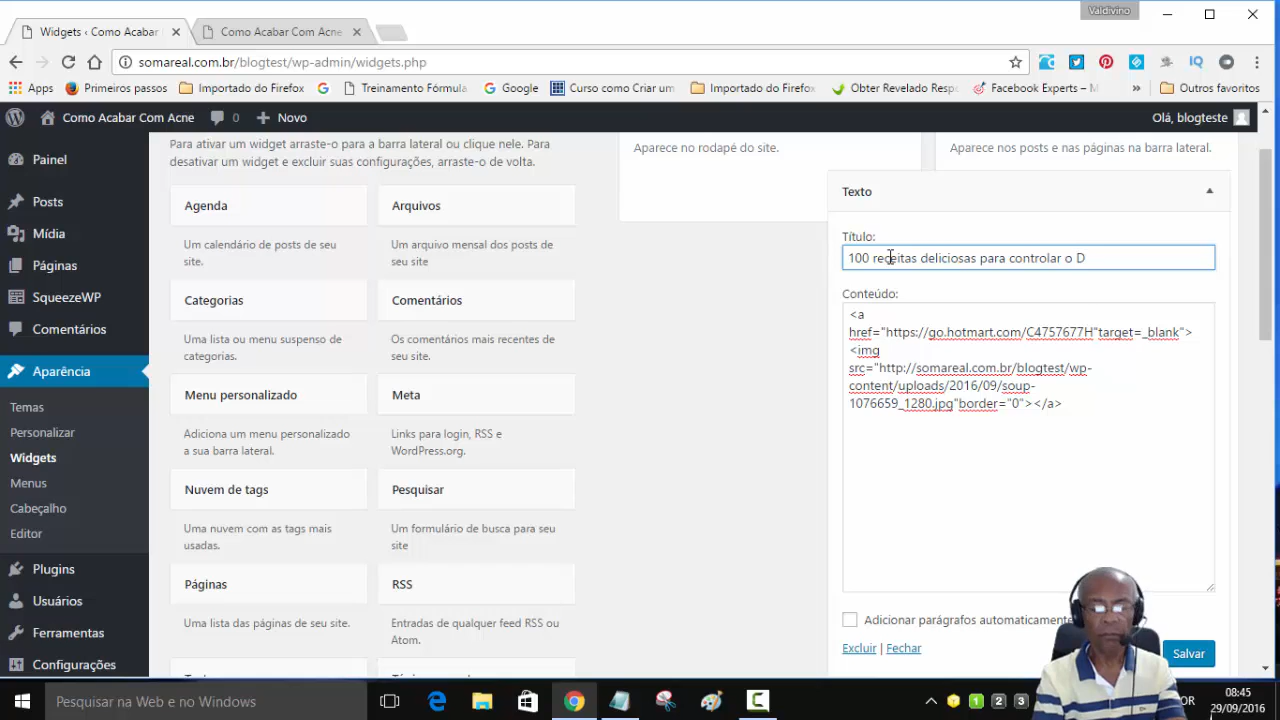 Valdivino
Widgets ‹ Como Acabar
Como Acabar Com Acne
somareal.com.br/blogtest/wp-admin/widgets.php
Apps
Primeiros passos
Importado do Firefox
Treinamento Fórmula
Google
Curso como Criar um
Importado do Firefox
Obter Revelado Resp
Facebook Experts – M
»
Outros favoritos
Como Acabar Com Acne
0
Novo
Olá, blogteste
Painel
Posts
Mídia
Páginas
SqueezeWP
Comentários
Aparência
Temas
Personalizar
Widgets
Menus
Cabeçalho
Editor
Plugins
Usuários
Ferramentas
Configurações
Para ativar um widget arraste-o para a barra lateral ou clique nele. Para
desativar um widget e excluir suas configurações, arraste-o de volta.
Agenda
Um calendário de posts de seu
site.
Arquivos
Um arquivo mensal dos posts de
seu site
Categorias
Uma lista ou menu suspenso de
categorias.
Comentários
Os comentários mais recentes de
seu site.
Menu personalizado
Adiciona um menu personalizado
a sua barra lateral.
Meta
Links para login, RSS e
WordPress.org.
Nuvem de tags
Uma nuvem com as tags mais
usadas.
Pesquisar
Um formulário de busca para seu
site
Páginas
Uma lista das páginas de seu site.
RSS
Entradas de qualquer feed RSS ou
Atom.
Aparece no rodapé do site.
Aparece nos posts e nas páginas na barra lateral.
Texto
Título:
100 receitas deliciosas para controlar o D
Conteúdo:
<a
href="https://go.hotmart.com/C4757677H"target=_blank">
<img
src="http://somareal.com.br/blogtest/wp-
content/uploads/2016/09/soup-
1076659_1280.jpg"border="0"></a>
Adicionar parágrafos automaticamente
Excluir | Fechar
Salvar
Pesquisar na Web e no Windows
1
2
3
08:45
29/09/2016